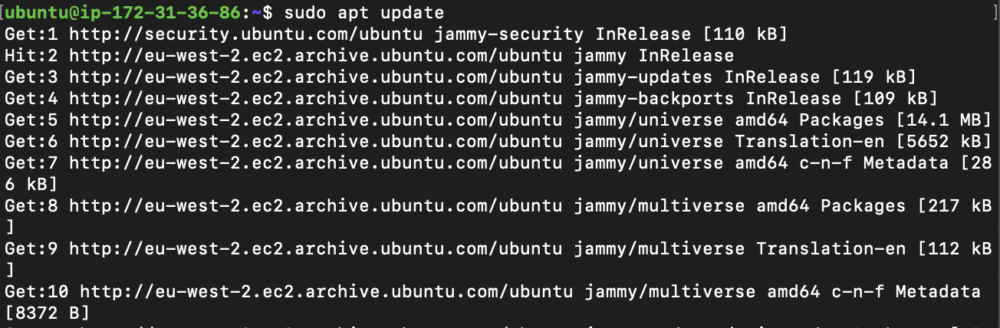 [ubuntu@ip-172-31-36-86:~$ sudo apt update ]
Get:1 http://security.ubuntu.com/ubuntu jammy-security InRelease [110 kB]
Hit:2 http://eu-west-2.ec2.archive.ubuntu.com/ubuntu jammy InRelease
Get:3 http://eu-west-2.ec2.archive.ubuntu.com/ubuntu jammy-updates InRelease [119 kB]
Get:4 http://eu-west-2.ec2.archive.ubuntu.com/ubuntu jammy-backports InRelease [109 kB]
Get:5 http://eu-west-2.ec2.archive.ubuntu.com/ubuntu jammy/universe amd64 Packages [14.1 MB]
Get:6 http://eu-west-2.ec2.archive.ubuntu.com/ubuntu jammy/universe Translation-en [5652 kB]
Get:7 http://eu-west-2.ec2.archive.ubuntu.com/ubuntu jammy/universe amd64 c-n-f Metadata [28
6 kB]
Get:8 http://eu-west-2.ec2.archive.ubuntu.com/ubuntu jammy/multiverse amd64 Packages [217 kB
]
Get:9 http://eu-west-2.ec2.archive.ubuntu.com/ubuntu jammy/multiverse Translation-en [112 kB
]
Get:10 http://eu-west-2.ec2.archive.ubuntu.com/ubuntu jammy/multiverse amd64 c-n-f Metadata
[8372 B]